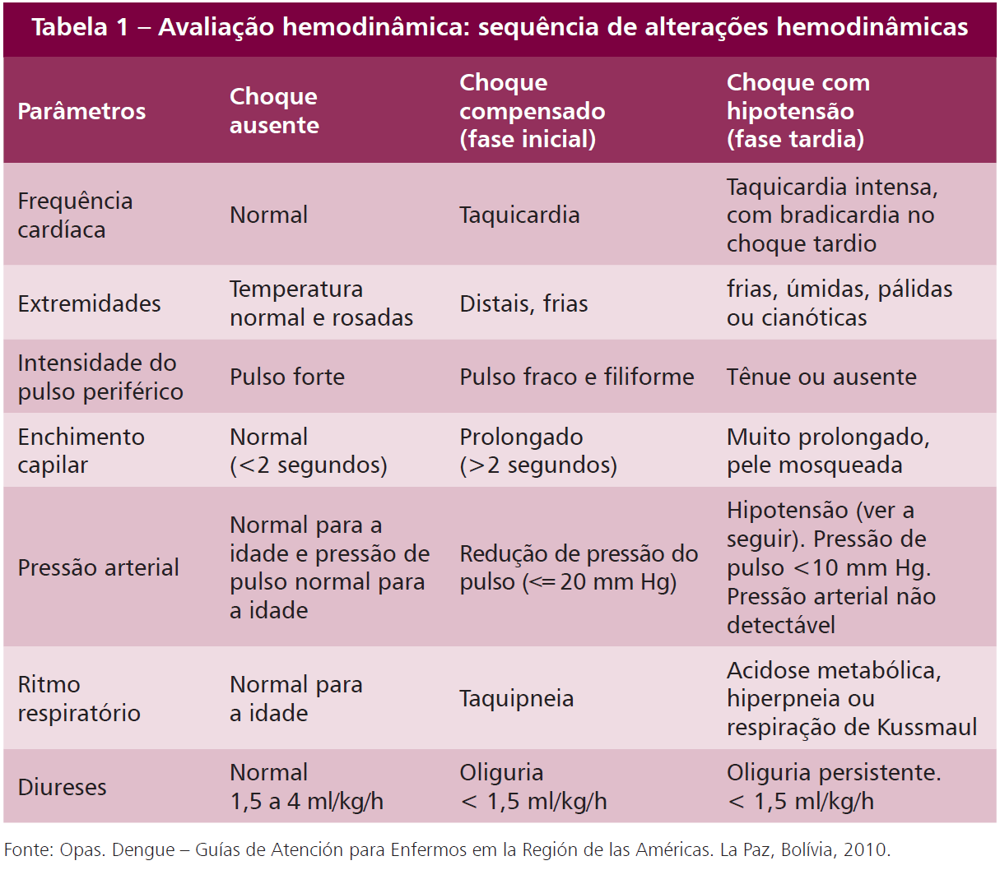 Tabela 1 – Avaliação hemodinâmica: sequência de alterações hemodinâmicas
Parâmetros
Choque
ausente
Choque
compensado
(fase inicial)
Choque com
hipotensão
(fase tardia)
Frequência
cardíaca
Normal
Taquicardia
Taquicardia intensa,
com bradicardia no
choque tardio
Extremidades
Temperatura
normal e rosadas
Distais, frias
frias, úmidas, pálidas
ou cianóticas
Intensidade do
pulso periférico
Pulso forte
Pulso fraco e filiforme
Tênue ou ausente
Enchimento
capilar
Normal
(<2 segundos)
Prolongado
(>2 segundos)
Muito prolongado,
pele mosqueada
Pressão arterial
Normal para a
idade e pressão de
pulso normal para
a idade
Redução de pressão do
pulso (<= 20 mm Hg)
Hipotensão (ver a
seguir). Pressão de
pulso <10 mm Hg.
Pressão arterial não
detectável
Ritmo
respiratório
Normal para
a idade
Taquipneia
Acidose metabólica,
hiperpneia ou
respiração de Kussmaul
Diureses
Normal
1,5 a 4 ml/kg/h
Oliguria
< 1,5 ml/kg/h
Oliguria persistente.
< 1,5 ml/kg/h
Fonte: Opas. Dengue – Guías de Atención para Enfermos em la Región de las Américas. La Paz, Bolívia, 2010.